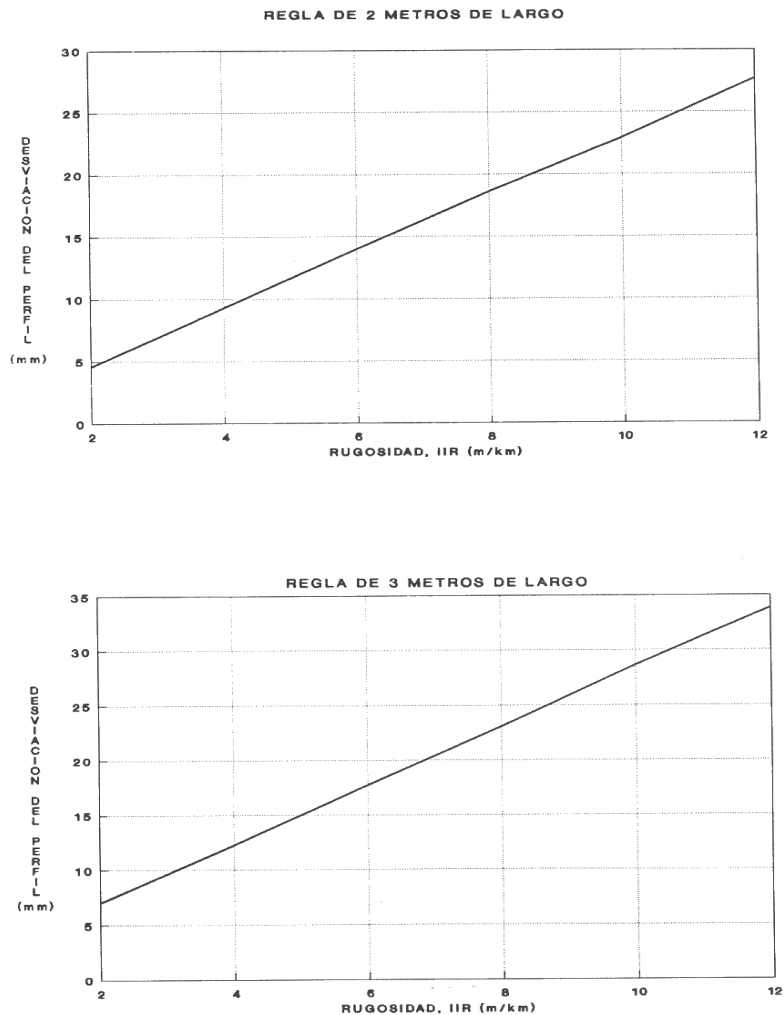 REGLA DE 2 METROS DE LARGO
30
25
20
15
10
5
0
DESVIACION DEL PERFIL
(mm)
2 4 6 8 10 12
RUGOSIDAD, IIR (m/km)
REGLA DE 3 METROS DE LARGO
35
30
25
20
15
10
5
0
DESVIACION DEL PERFIL
(mm)
2 4 6 8 10 12
RUGOSIDAD, IIR (m/km)